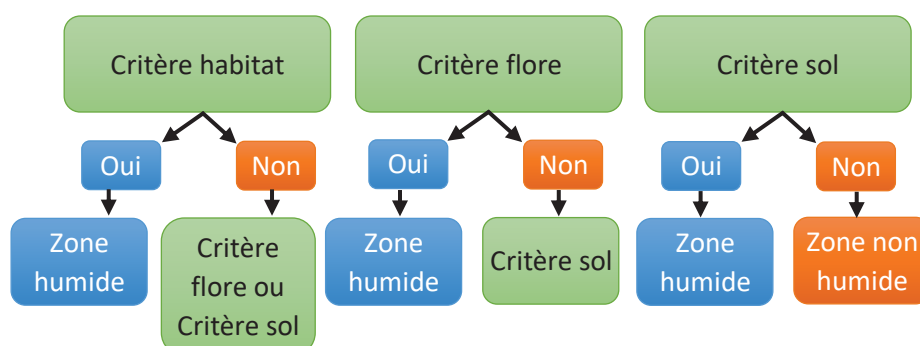 Critère habitat
Critère flore
Critère sol
Oui
Non
Oui
Non
Oui
Non
Zone
humide
Critère
flore ou
Critère sol
Zone
humide
Critère sol
Zone
humide
Zone non
humide